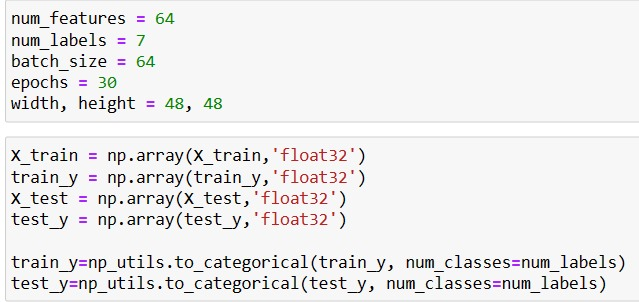 num_features = 64
num_labels = 7
batch_size = 64
epochs = 30
width, height = 48, 48
X_train = np.array(X_train,'float32')
train_y = np.array(train_y,'float32')
X_test = np.array(X_test,'float32')
test_y = np.array(test_y,'float32')
train_y=np_utils.to_categorical(train_y, num_classes=num_labels)
test_y=np_utils.to_categorical(test_y, num_classes=num_labels)